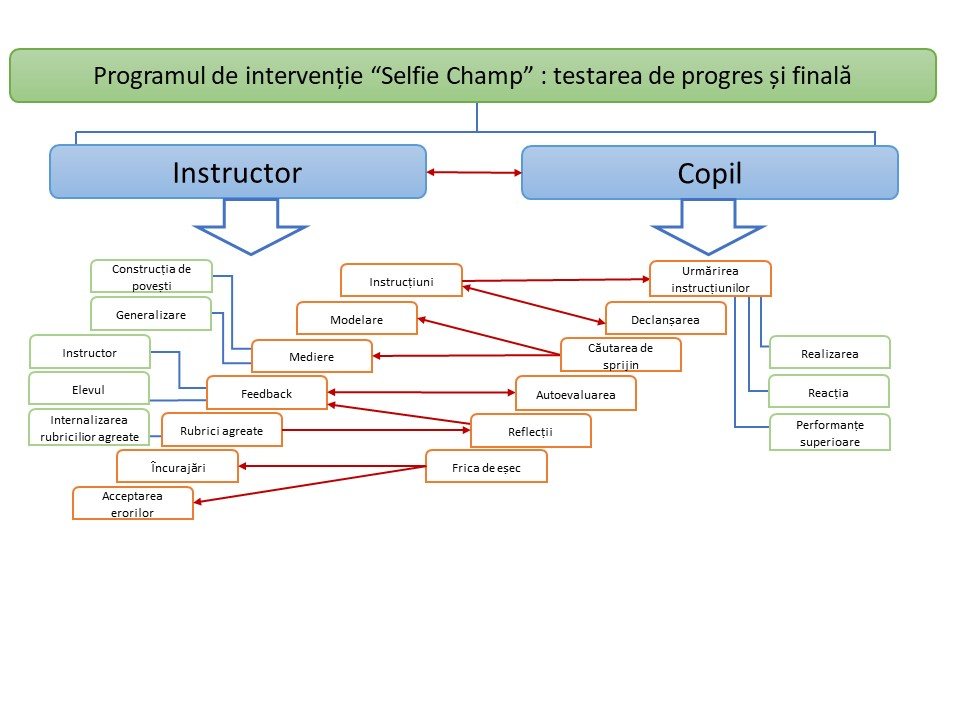 Programul de intervenție “Selfie Champ” : testarea de progres și finală
Instructor
Copil
Construcția de
povești
Generalizare
Instructor
Elevul
Internalizarea
rubricilor agreate
Instrucțiuni
Modelare
Mediere
Feedback
Rubrici agreate
Încurajări
Acceptarea
erorilor
Urmărirea
instrucțiunilor
Declanșarea
Căutarea de
sprijin
Autoevaluarea
Reflecții
Frica de eșec
Realizarea
Reacția
Performanțe
superioare